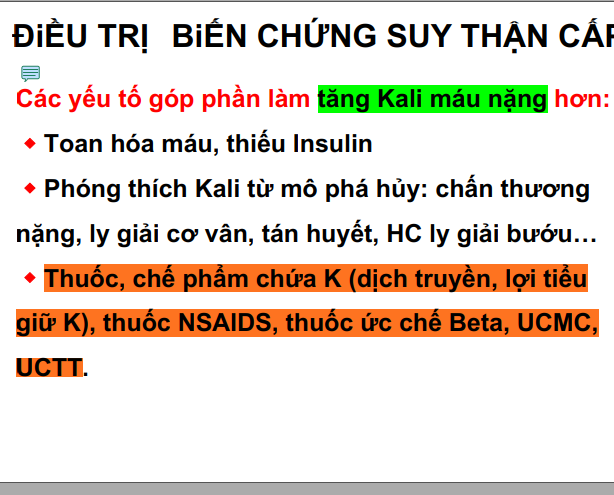 ĐiỀU TRỊ BiẾN CHỨNG SUY THẬN CẤP
Các yếu tố góp phần làm tăng Kali máu nặng hơn:
Toan hóa máu, thiếu Insulin
Phóng thích Kali từ mô phá hủy: chấn thương
nặng, ly giải cơ vân, tán huyết, HC ly giải bướu…
Thuốc, chế phẩm chứa K (dịch truyền, lợi tiểu
giữ K), thuốc NSAIDS, thuốc ức chế Beta, UCMC,
UCTT.